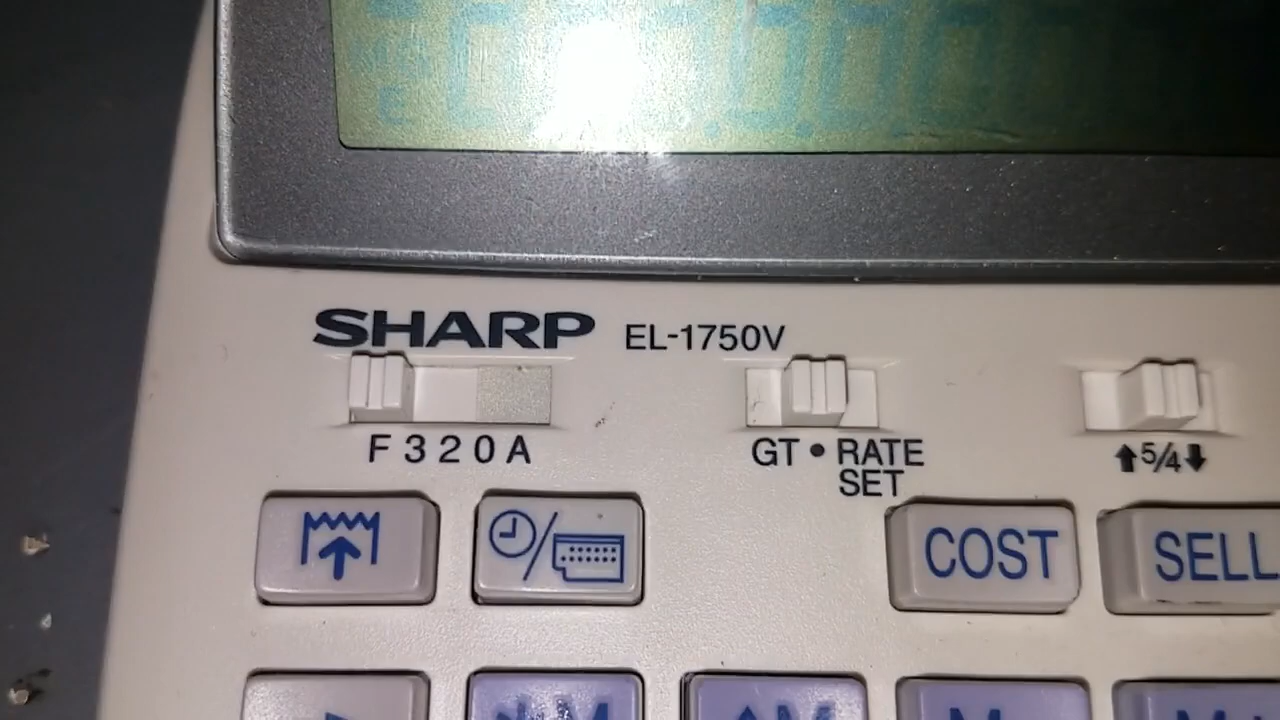 SHARP EL-1750V
F 3 2 0 A
GT • RATE
SET
⬆5/4⬇
COST
SELL